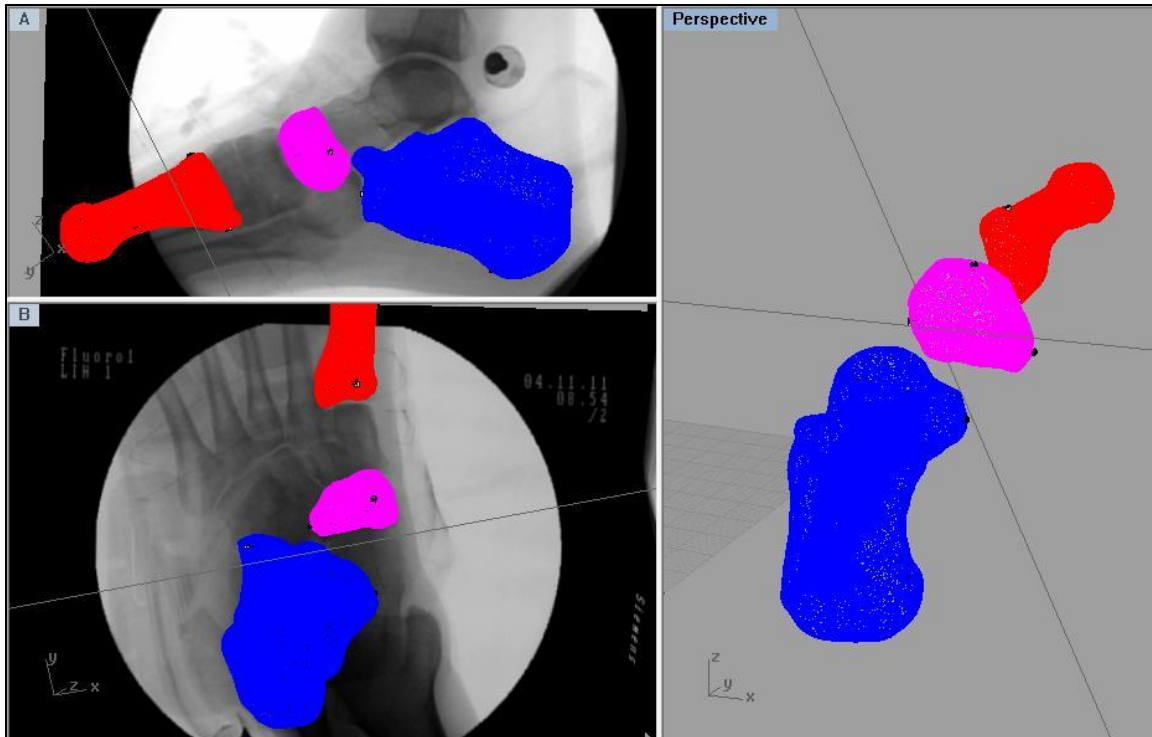 A
Perspective
z
x
y
B
Fluoro1
LIH 1
04.11.11
08.54
/2
Siemens
y
z x
z
y
x